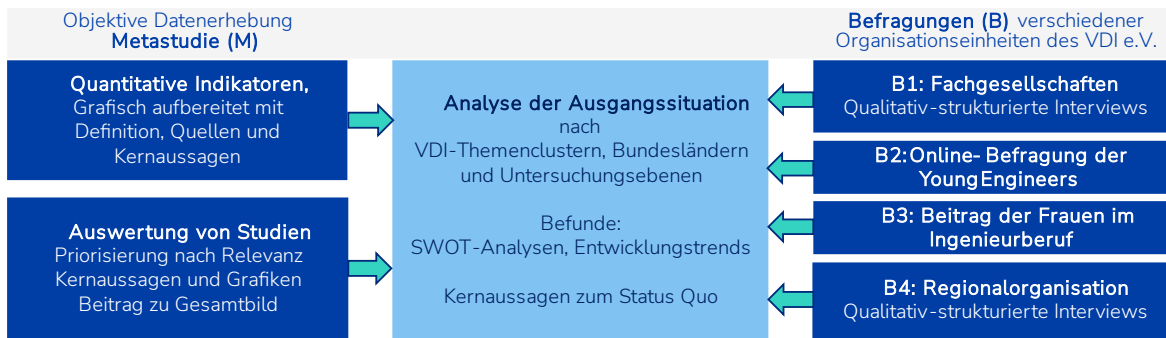 Objektive Datenerhebung
Metastudie (M)
Quantitative Indikatoren,
Grafisch aufbereitet mit
Definition, Quellen und
Kernaussagen
Auswertung von Studien
Priorisierung nach Relevanz
Kernaussagen und Grafiken
Beitrag zu Gesamtbild
Analyse der Ausgangssituation
nach
VDI-Themenclustern, Bundesländern
und Untersuchungsebenen
Befunde:
SWOT-Analysen, Entwicklungstrends
Kernaussagen zum Status Quo
Befragungen (B) verschiedener
Organisationseinheiten des VDI e.V.
B1: Fachgesellschaften
Qualitativ-strukturierte Interviews
B2:Online-Befragung der
YoungEngineers
B3: Beitrag der Frauen im
Ingenieurberuf
B4: Regionalorganisation
Qualitativ-strukturierte Interviews